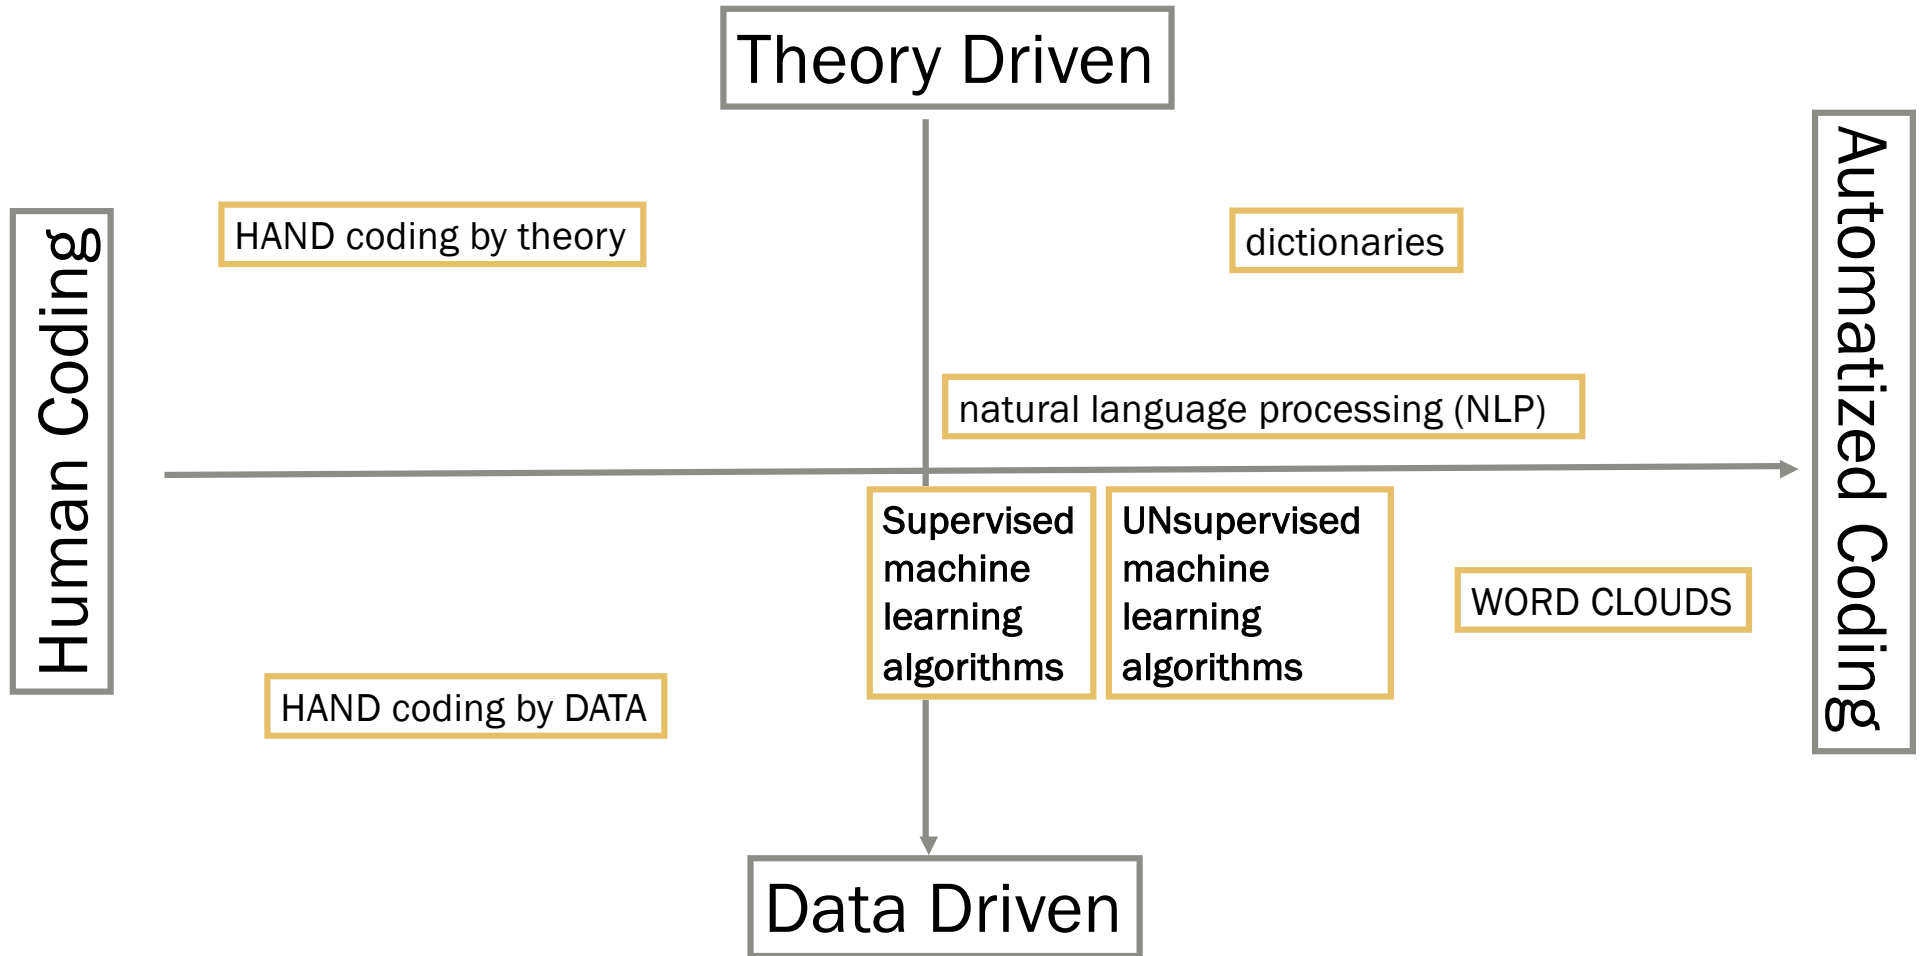 Theory Driven
Human Coding
HAND coding by theory
dictionaries
Automatized Coding
natural language processing (NLP)
Supervised
machine
learning
algorithms
UNsupervised
machine
learning
algorithms
WORD CLOUDS
HAND coding by DATA
Data Driven